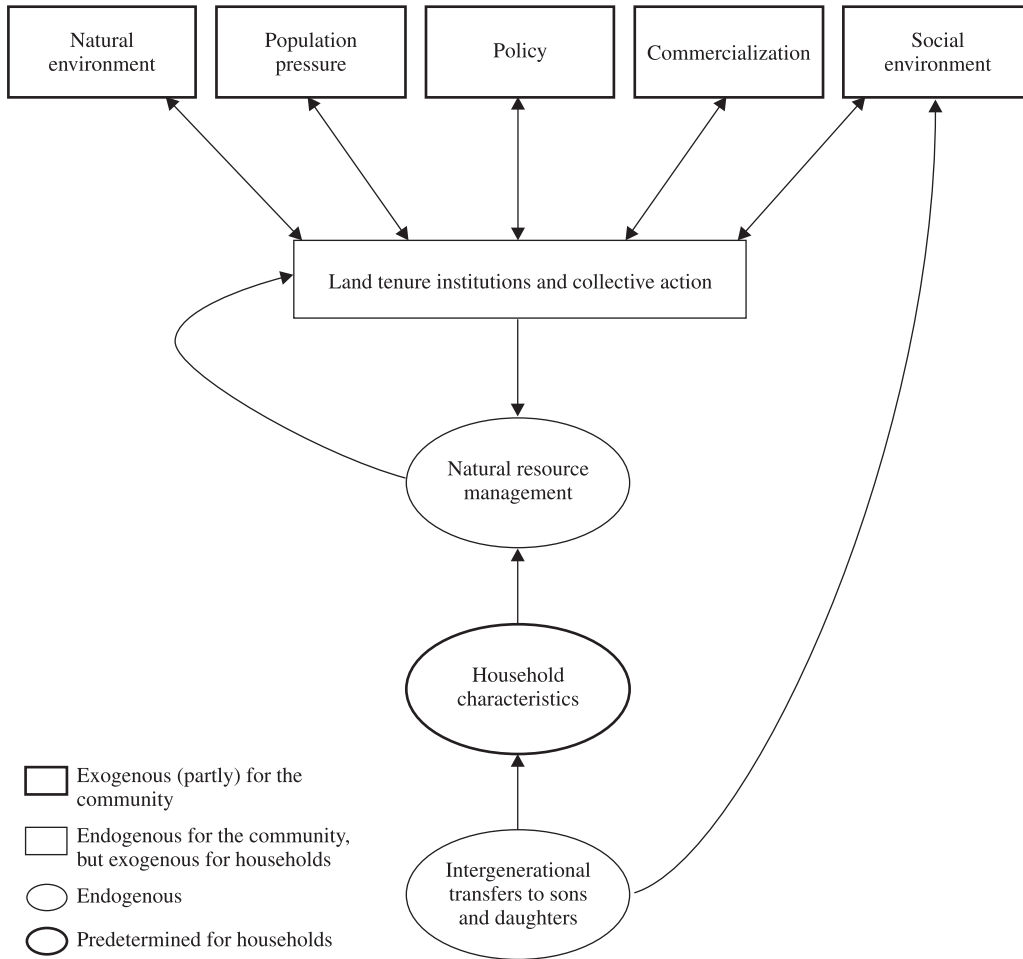 Natural
environment
Population
pressure
Policy
Commercialization
Social
environment
Land tenure institutions and collective action
Natural resource
management
Household
characteristics
Intergenerational
transfers to sons
and daughters
Exogenous (partly) for the
community
Endogenous for the community,
but exogenous for households
Endogenous
Predetermined for households